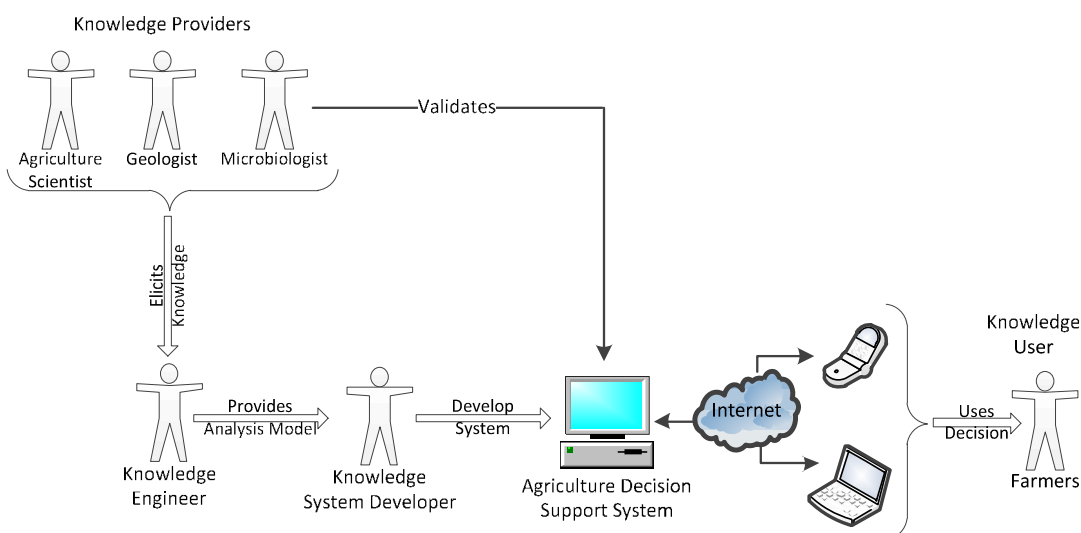 Knowledge Providers
Agriculture
Scientist
Geologist
Microbiologist
Validates
Elicits
Knowledge
Knowledge
Engineer
Provides
Analysis Model
Knowledge
System Developer
Develop
System
Agriculture Decision
Support System
Internet
Uses
Decision
Knowledge
User
Farmers